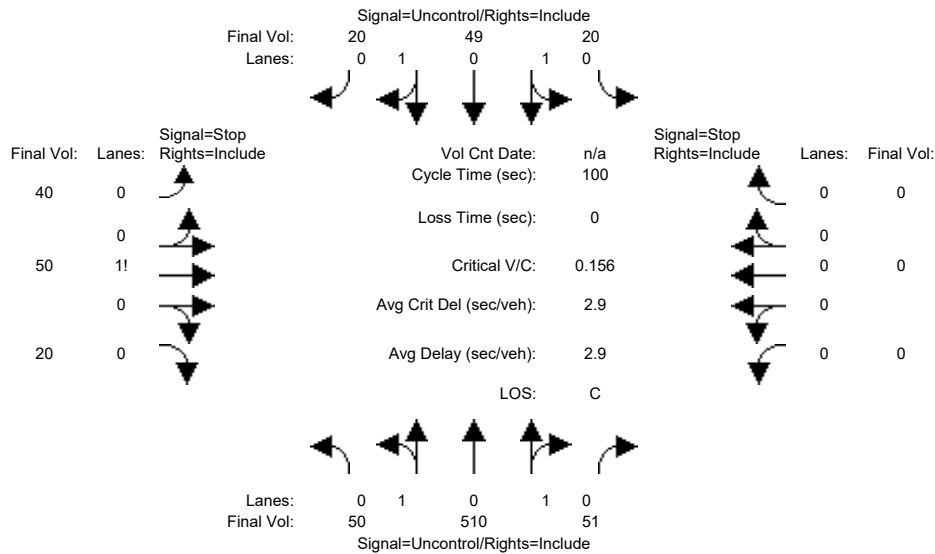 Signal=Uncontrol/Rights=Include
Final Vol: 20 49 20
Lanes: 0 1 0 1 0
Signal=Stop
Final Vol: Lanes: Rights=Include
Vol Cnt Date: n/a
Signal=Stop
Rights=Include Lanes: Final Vol:
Cycle Time (sec): 100
40 0
0 0
Loss Time (sec): 0
0
0
50 1!
Critical V/C: 0.156
0 0
0
Avg Crit Del (sec/veh): 2.9
0
20 0
Avg Delay (sec/veh): 2.9
0 0
LOS: C
Lanes: 0 1 0 1 0
Final Vol: 50 510 51
Signal=Uncontrol/Rights=Include